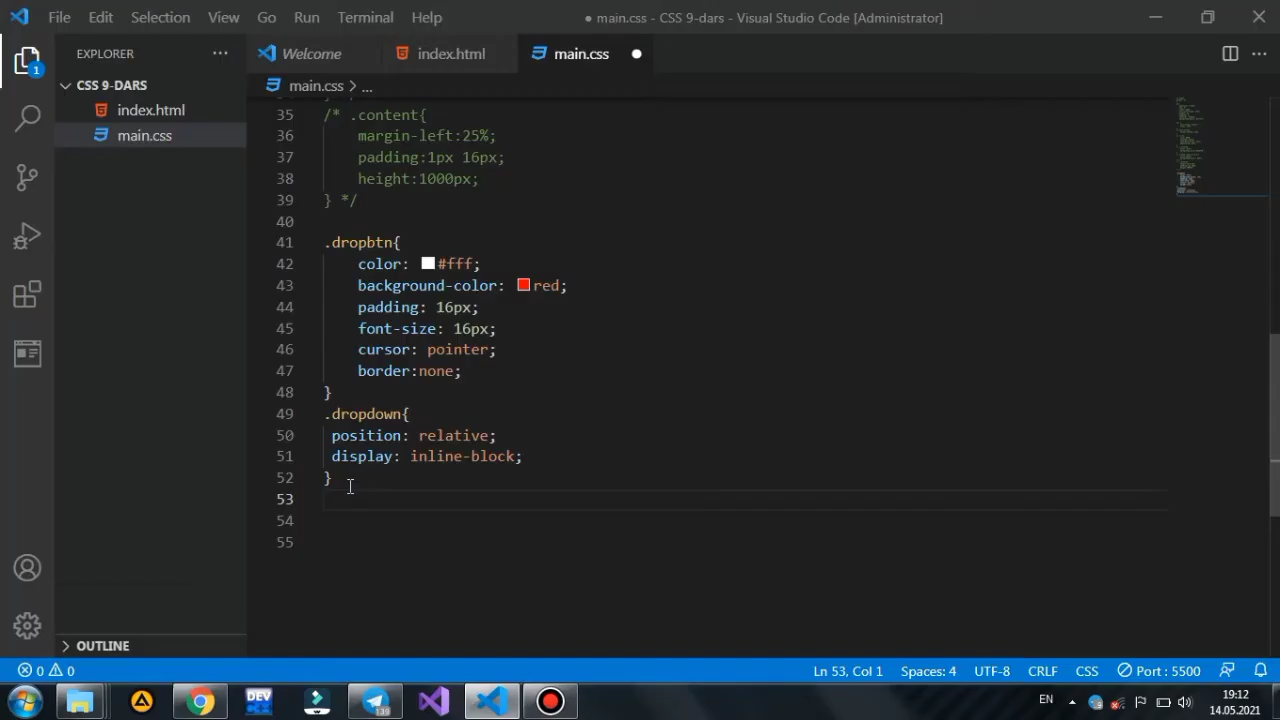 File Edit Selection View Go Run Terminal Help
● main.css - CSS 9-dars - Visual Studio Code [Administrator]
EXPLORER
Welcome
index.html
main.css
CSS 9-DARS
main.css > ...
index.html
main.css
1
35 /* .content{
36 margin-left:25%;
37 padding:1px 16px;
38 height:1000px;
39 } */
40
41 .dropbtn{
42 color: #fff;
43 background-color: red;
44 padding: 16px;
45 font-size: 16px;
46 cursor: pointer;
47 border:none;
48 }
49 .dropdown{
50 position: relative;
51 display: inline-block;
52 }
53
54
55
OUTLINE
0 0 Ln 53, Col 1 Spaces: 4 UTF-8 CRLF CSS Port : 5500
DEV
139
EN
19:12
14.05.2021